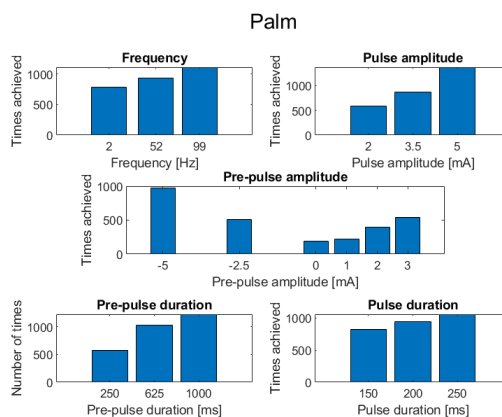 Palm
Frequency
Times achieved
1000
500
0
2 52 99
Frequency [Hz]
Pulse amplitude
Times achieved
1000
500
0
2 3.5 5
Pulse amplitude [mA]
Pre-pulse amplitude
Times achieved
1000
500
0
-5 -2.5 0 1 2 3
Pre-pulse amplitude [mA]
Pre-pulse duration
Number of times
1000
500
0
250 625 1000
Pre-pulse duration [ms]
Pulse duration
Times achieved
1000
500
0
150 200 250
Pulse duration [ms]